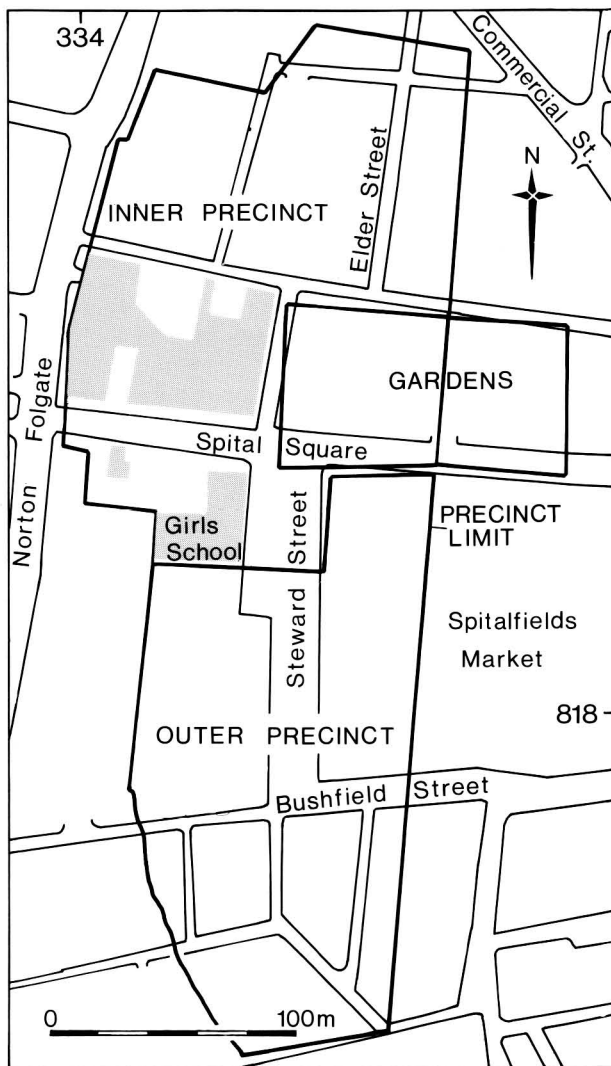 334
Commercial St.
N
Elder Street
INNER PRECINCT
GARDENS
Norton Folgate
Spital Square
Girls
School
Steward Street
PRECINCT
LIMIT
Spitalfields
Market
818
OUTER PRECINCT
Bushfield Street
0 100m